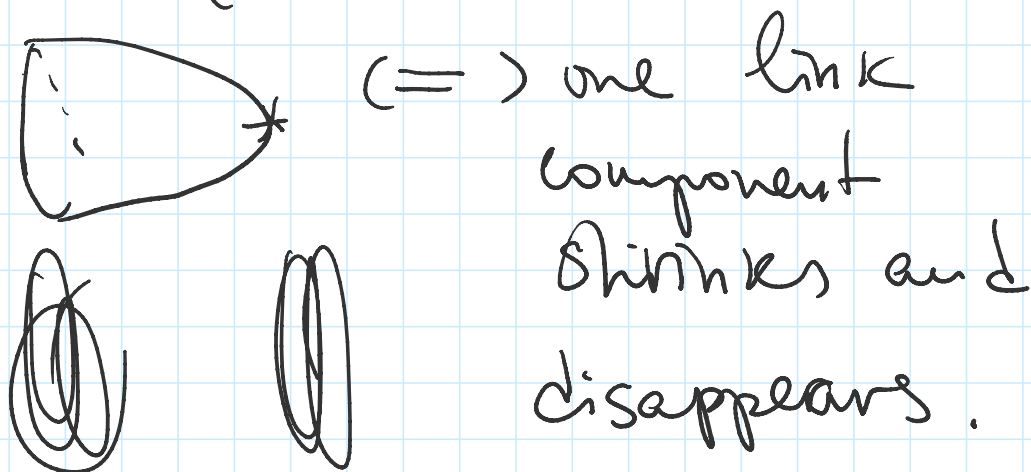 (=) one link
component
shrinks and
disappears.